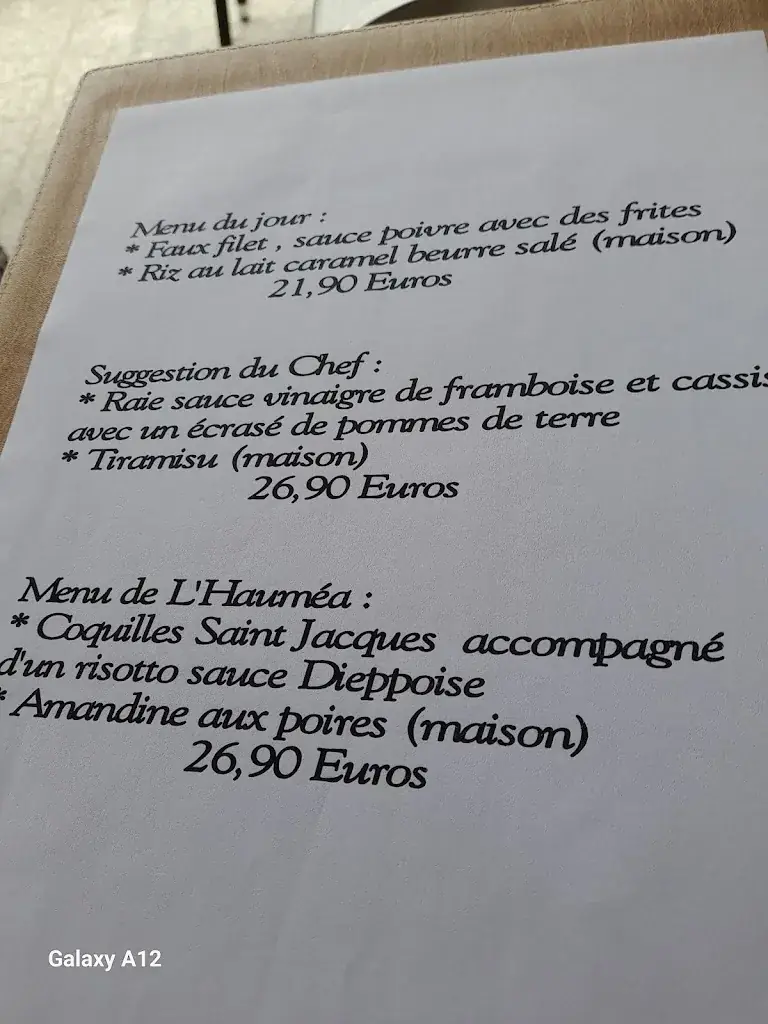 Menu du jour :
* Faux filet , sauce poivre avec des frites
* Riz au lait caramel beurre salé (maison)
21,90 Euros
Suggestion du Chef :
* Raie sauce vinaigre de framboise et cassis
avec un écrasé de pommes de terre
* Tiramisu (maison)
26,90 Euros
Menu de L'Hauméa :
* Coquilles Saint Jacques accompagné
d'un risotto sauce Dieppoise
* Amandine aux poires (maison)
26,90 Euros
Galaxy A12